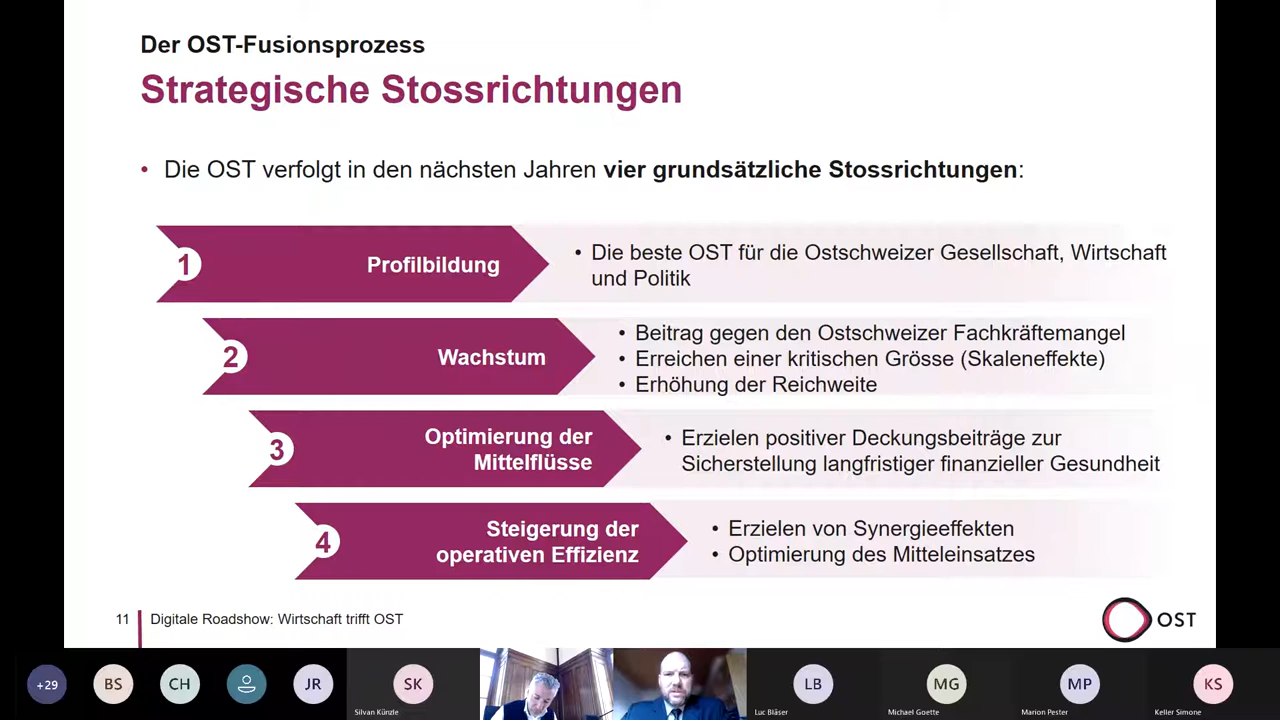 Der OST-Fusionsprozess
Strategische Stossrichtungen
• Die OST verfolgt in den nächsten Jahren vier grundsätzliche Stossrichtungen:
1
Profilbildung
• Die beste OST für die Ostschweizer Gesellschaft, Wirtschaft
und Politik
2
Wachstum
• Beitrag gegen den Ostschweizer Fachkräftemangel
• Erreichen einer kritischen Grösse (Skaleneffekte)
• Erhöhung der Reichweite
3
Optimierung der
Mittelflüsse
• Erzielen positiver Deckungsbeiträge zur
Sicherstellung langfristiger finanzieller Gesundheit
4
Steigerung der
operativen Effizienz
• Erzielen von Synergieeffekten
• Optimierung des Mitteleinsatzes
11 Digitale Roadshow: Wirtschaft trifft OST
OST
+29
BS
CH
JR
SK
Silvan Künzle
LB
Luc Bläser
MG
Michael Goette
MP
Marion Pester
KS
Keller Simone